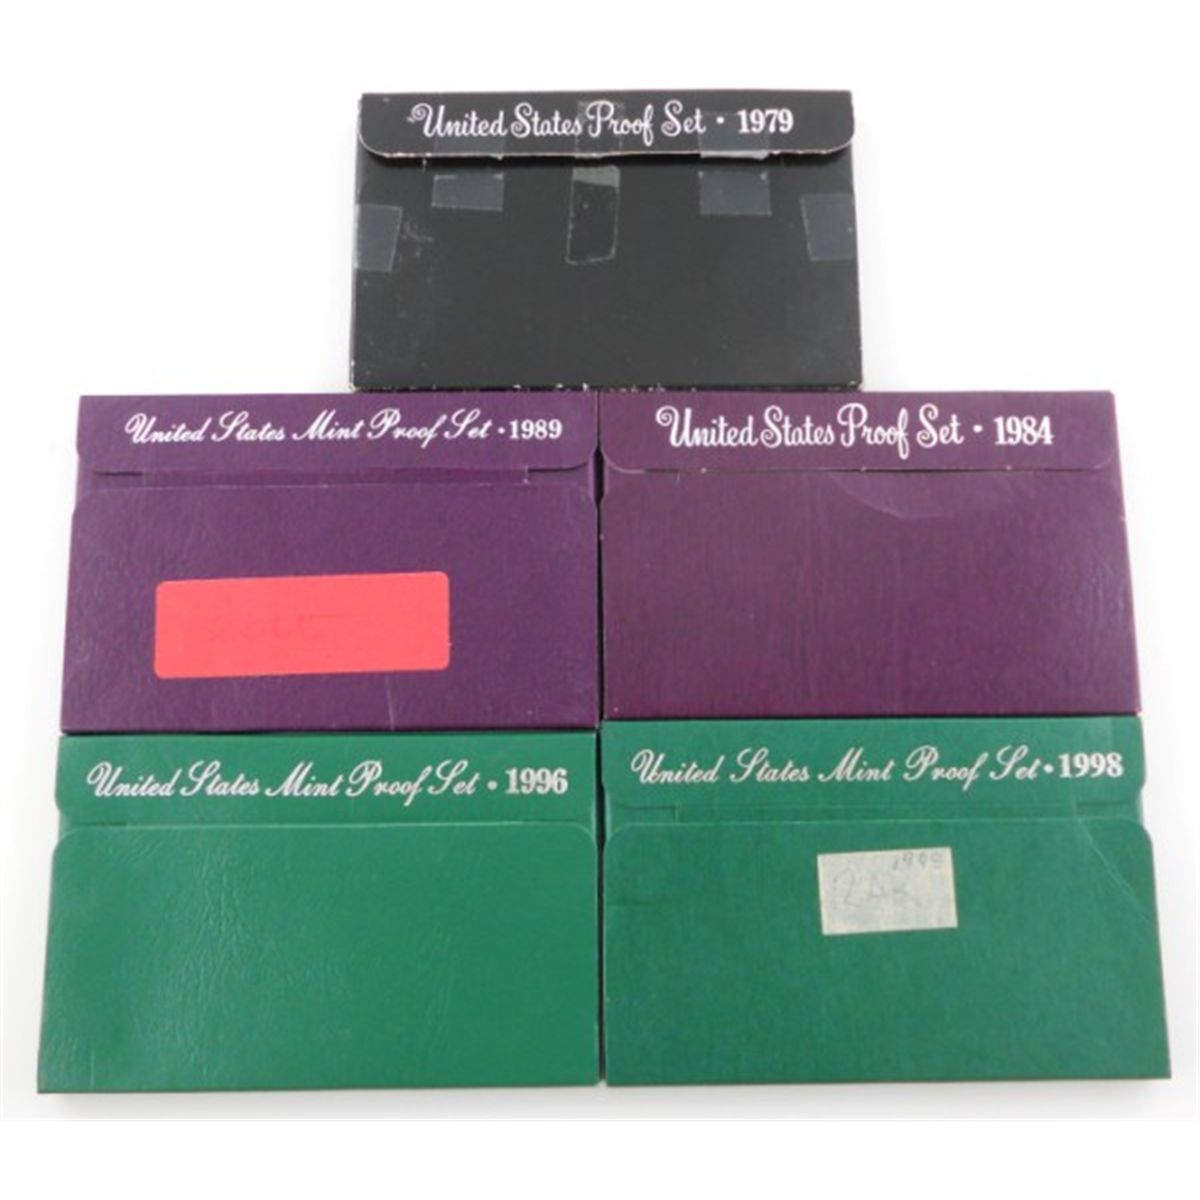 United States Proof Set · 1979
United States Mint Proof Set · 1989
United States Proof Set · 1984
United States Mint Proof Set · 1996
United States Mint Proof Set · 1998
1998